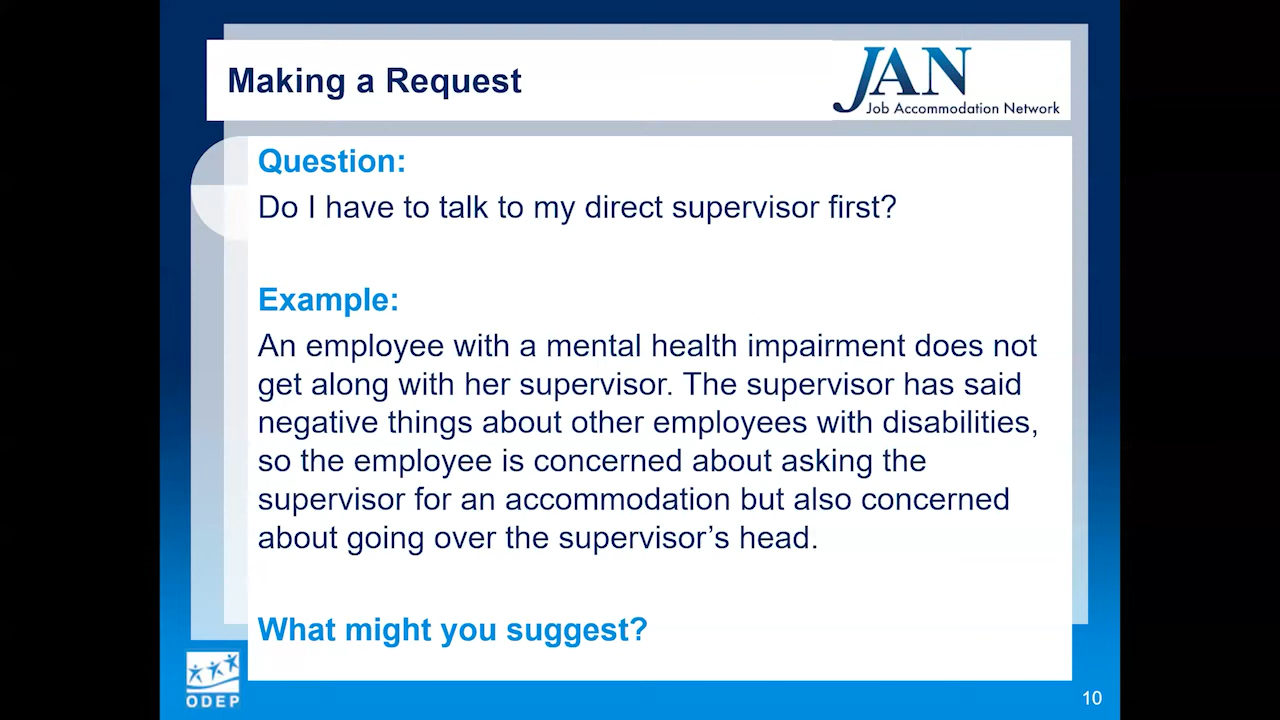 Making a Request
JAN
Job Accommodation Network
Question:
Do I have to talk to my direct supervisor first?
Example:
An employee with a mental health impairment does not
get along with her supervisor. The supervisor has said
negative things about other employees with disabilities,
so the employee is concerned about asking the
supervisor for an accommodation but also concerned
about going over the supervisor’s head.
What might you suggest?
ODEP
10